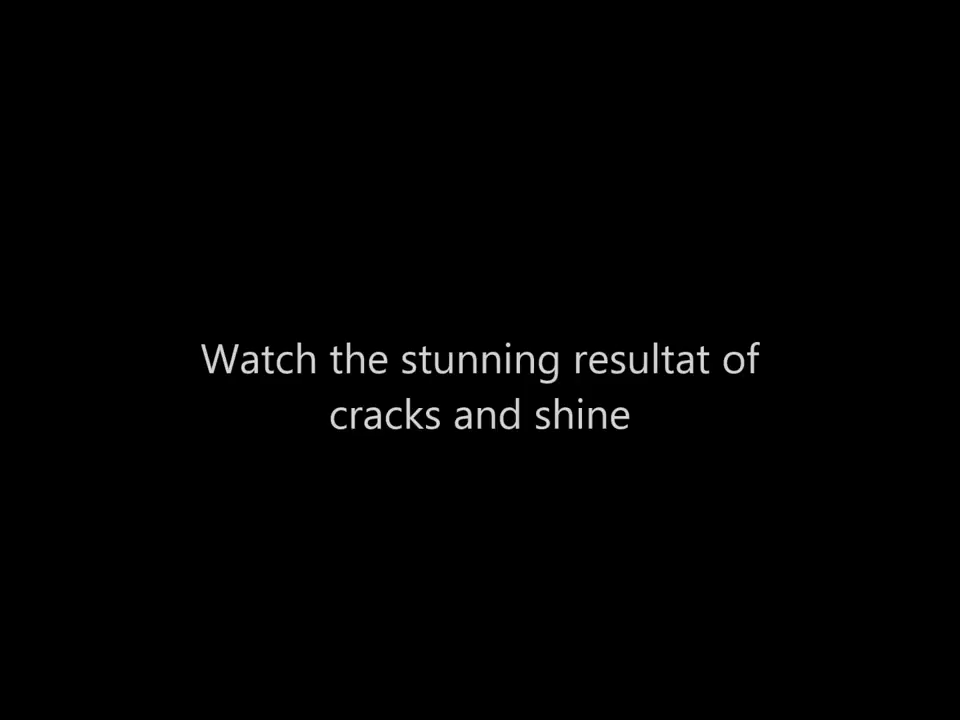 Watch the stunning resultat of
cracks and shine